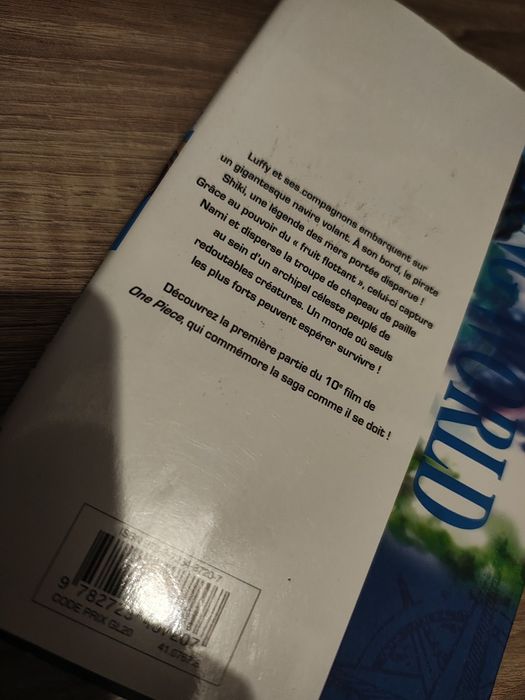 Luffy et ses compagnons embarquent sur
un gigantesque navire volant. À son bord, le pirate
Shiki, une légende des mers portée disparue !
Grâce au pouvoir du « fruit flottant », celui-ci capture
Nami et disperse la troupe de chapeau de paille
au sein d'un archipel céleste peuplé de
redoutables créatures. Un monde où seuls
les plus forts peuvent espérer survivre !
Découvrez la première partie du 10e film de
One Piece, qui commémore la saga comme il se doit !
WORLD
CODE PRIX GL20